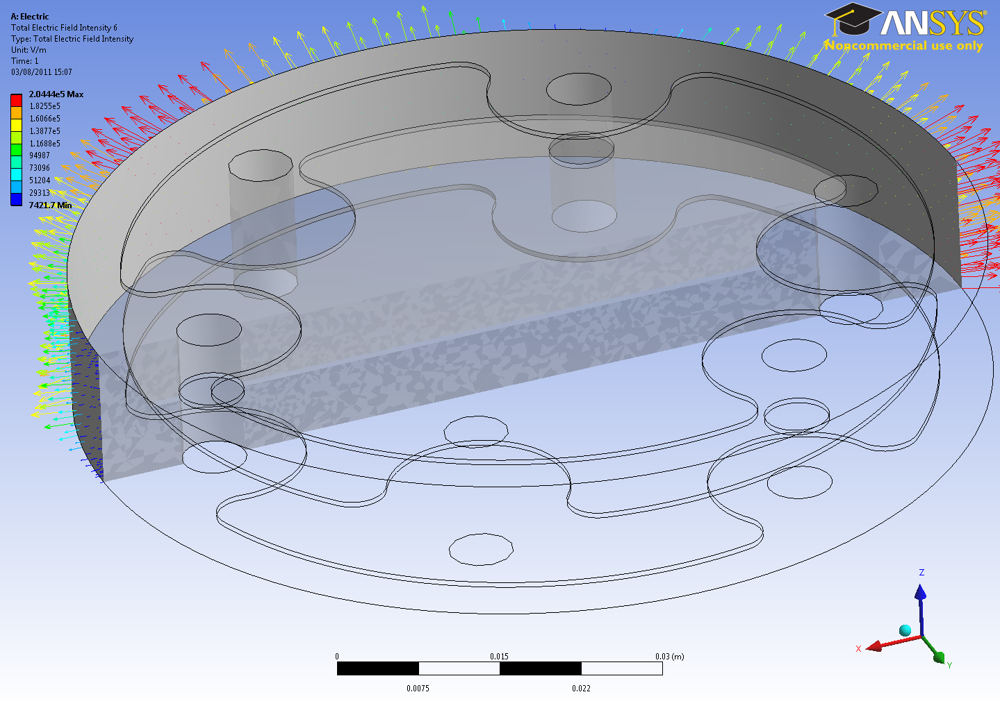 A: Electric
Total Electric Field Intensity 6
Type: Total Electric Field Intensity
Unit: V/m
Time: 1
03/08/2011 15:07
2.0444e5 Max
1.8255e5
1.6066e5
1.3877e5
1.1688e5
94987
73096
51204
29313
7421.7 Min
ANSYS®
Noncommercial use only
Z
X
Y
0 0.015 0.03 (m)
0.0075 0.022